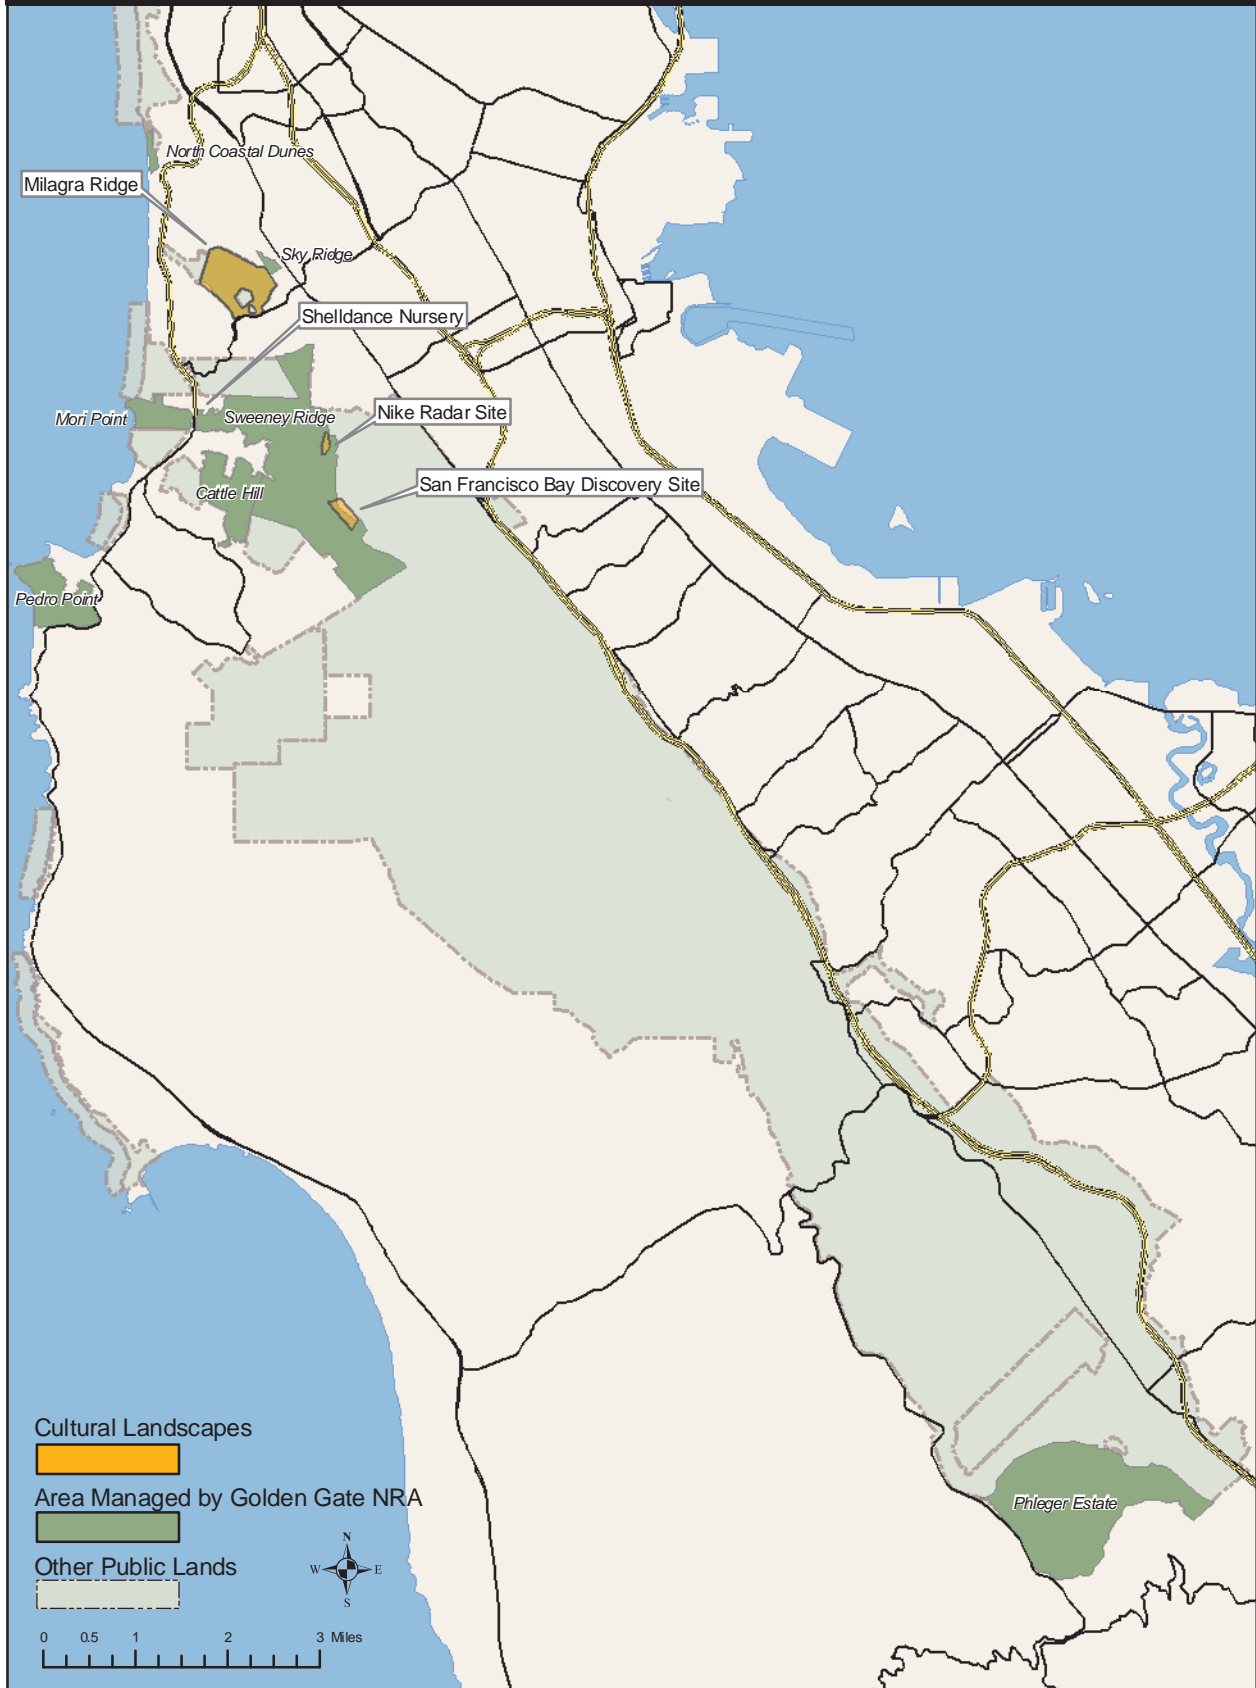 North Coastal Dunes
Milagra Ridge
Sky Ridge
Shelldance Nursery
Mori Point
Sweeney Ridge
Nike Radar Site
Cattle Hill
San Francisco Bay Discovery Site
Pedro Point
Phleger Estate
Cultural Landscapes
Area Managed by Golden Gate NRA
Other Public Lands
N
W E
S
0 0.5 1 2 3 Miles